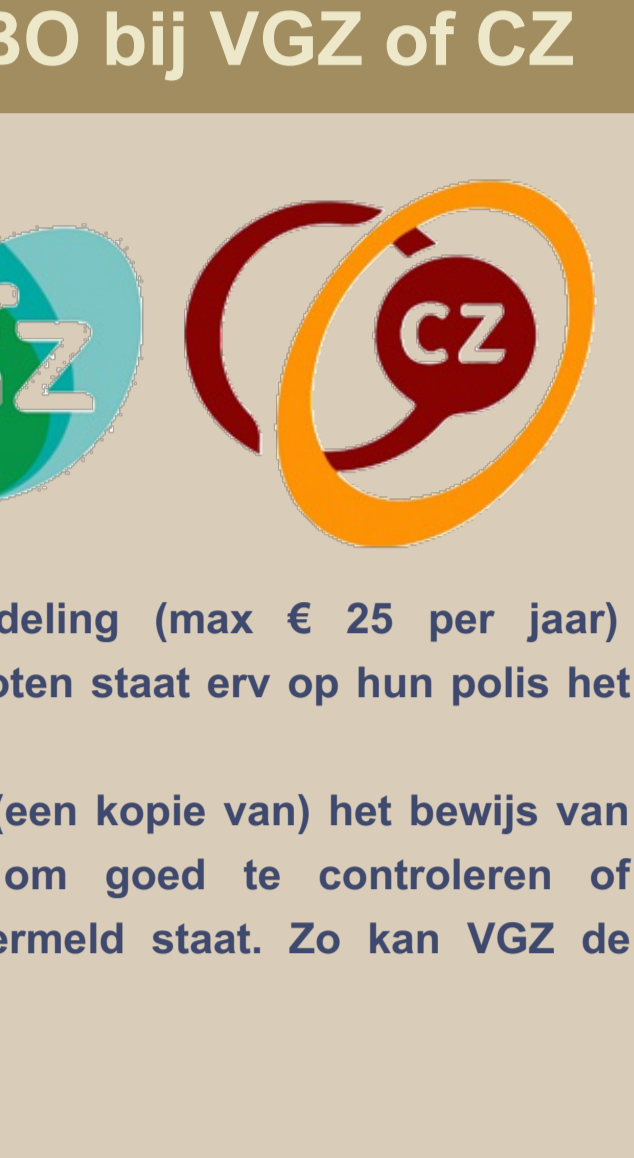 BO bij VGZ of CZ
GZ
CZ
deling (max € 25 per jaar)
oten staat erv op hun polis het
(een kopie van) het bewijs van
om goed te controleren of
ermeld staat. Zo kan VGZ de